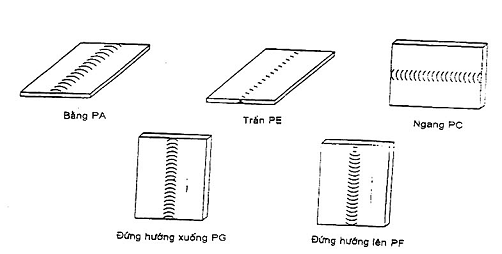 Bằng PA
Trần PE
Ngang PC
Đứng hướng xuống PG
Đứng hướng lên PF